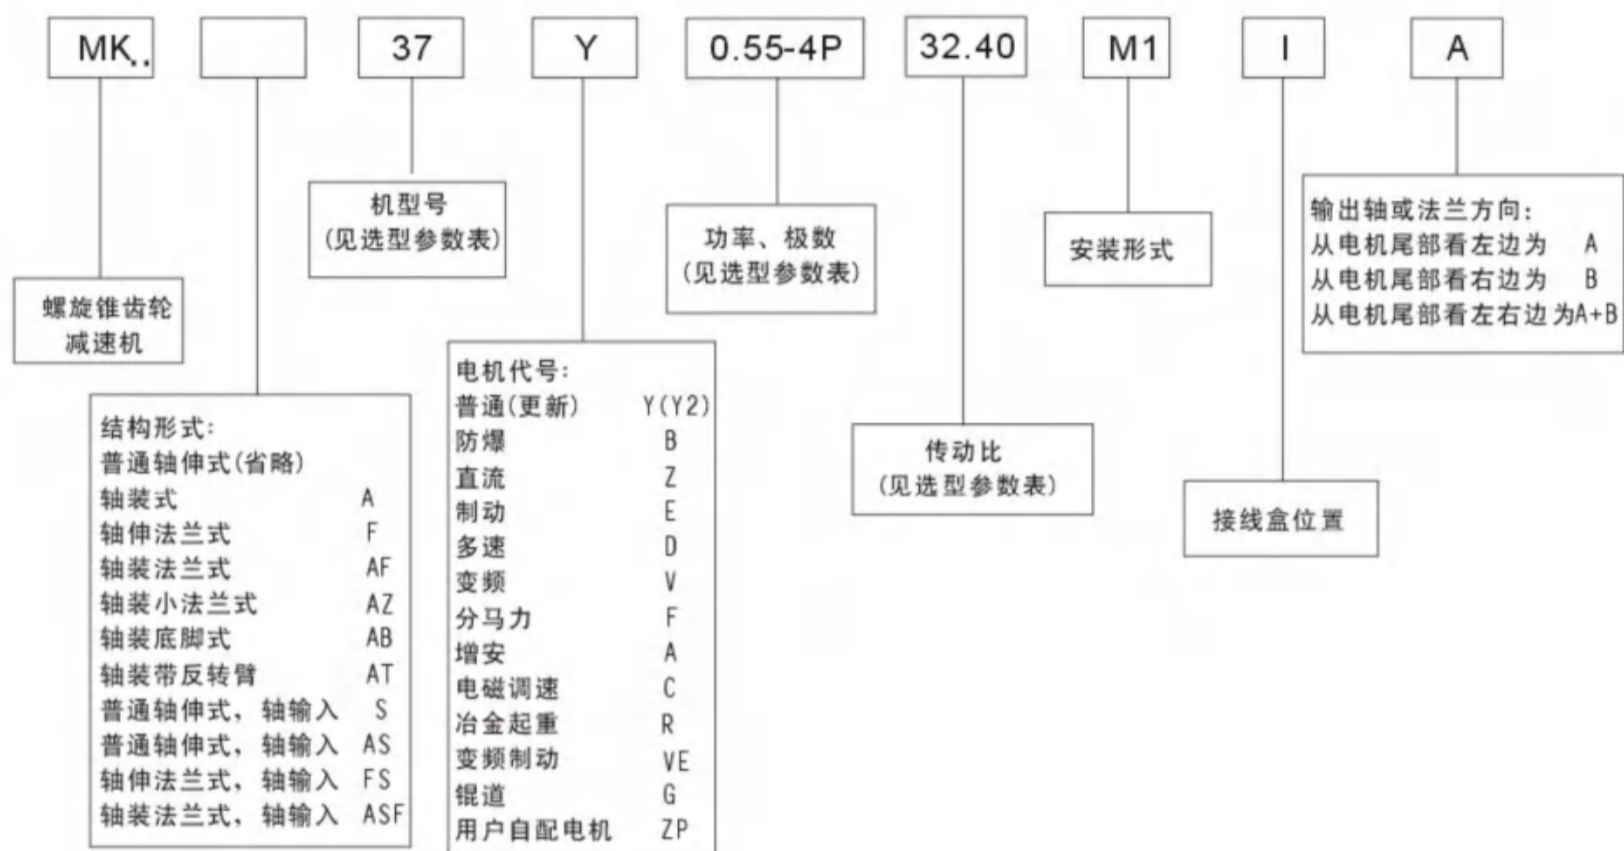 MK.. 37 Y 0.55-4P 32.40 M1 I A
螺旋锥齿轮
减速机
结构形式:
普通轴伸式(省略)
轴装式 A
轴伸法兰式 F
轴装法兰式 AF
轴装小法兰式 AZ
轴装底脚式 AB
轴装带反转臂 AT
普通轴伸式, 轴输入 S
普通轴伸式, 轴输入 AS
轴伸法兰式, 轴输入 FS
轴装法兰式, 轴输入 ASF
机型号
(见选型参数表)
电机代号:
普通(更新) Y(Y2)
防爆 B
直流 Z
制动 E
多速 D
变频 V
分马力 F
增安 A
电磁调速 C
冶金起重 R
变频制动 VE
辊道 G
用户自配电机 ZP
功率、极数
(见选型参数表)
传动比
(见选型参数表)
安装形式
接线盒位置
输出轴或法兰方向:
从电机尾部看左边为 A
从电机尾部看右边为 B
从电机尾部看左右边为A+B